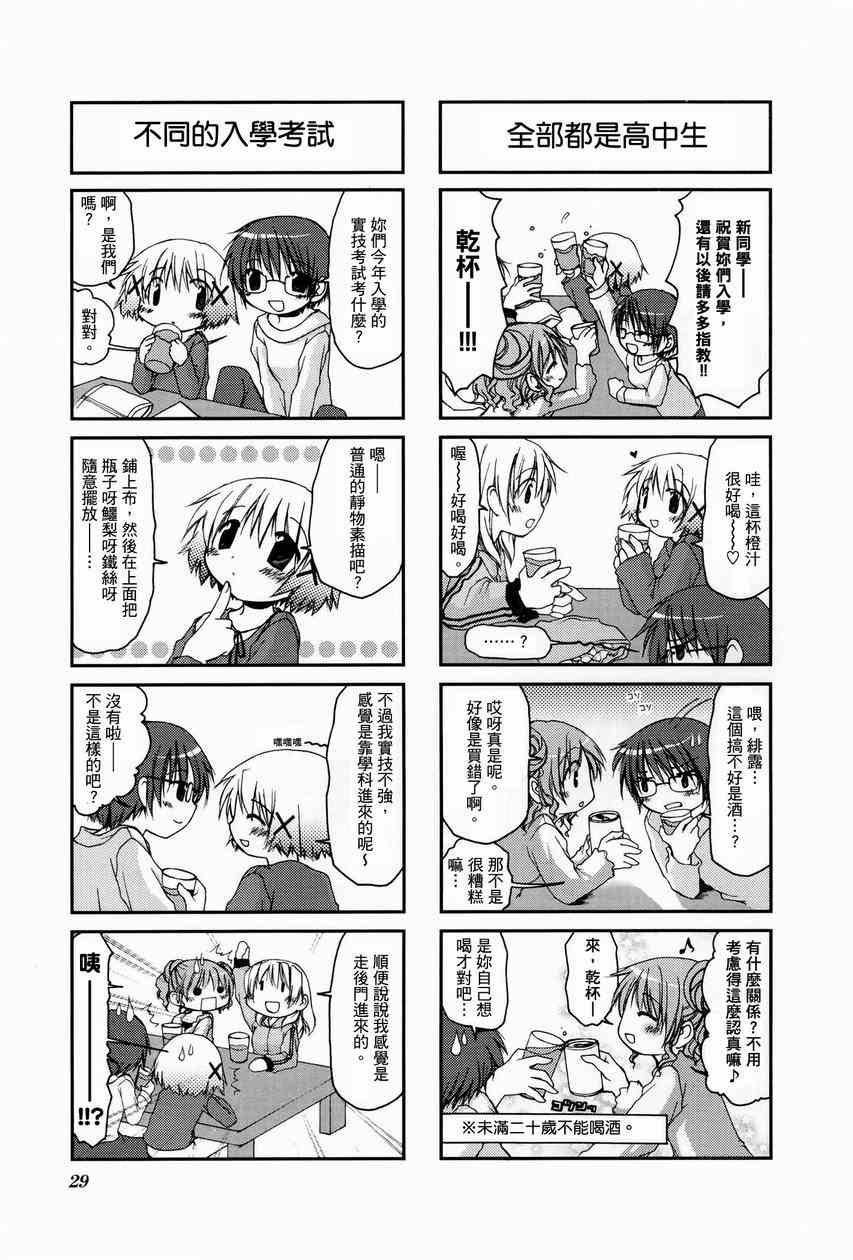 全部都是高中生
新同學——
祝賀妳們入學，
還有以後請多多指教!!
乾杯——!!!
哇，這杯橙汁
很好喝～～♡
喔～～好喝好喝。
……？
喂，緋露…
這個搞不好是酒…？
コソ
コソ
哎呀真是呢。
好像是買錯了啊。
那不是
很糟糕
嘛…
有什麼關係？不用
考慮得這麼認真嘛♪
來，乾杯—
♪
是妳自己想
喝才對吧…
コツンッ
※未滿二十歲不能喝酒。
不同的入學考試
妳們今年入學的
實技考試考什麼？
啊，是我們
嗎？
對對。
嗯——
普通的靜物素描吧？
鋪上布，然後在上面把
瓶子呀鱷梨呀鐵絲呀
隨意擺放——…
不過我實技不強，
感覺是靠學科進來的呢～
嘿嘿嘿～
沒有啦——
不是這樣的吧？
順便說說我感覺是
走後門進來的。
咦——!!?
29